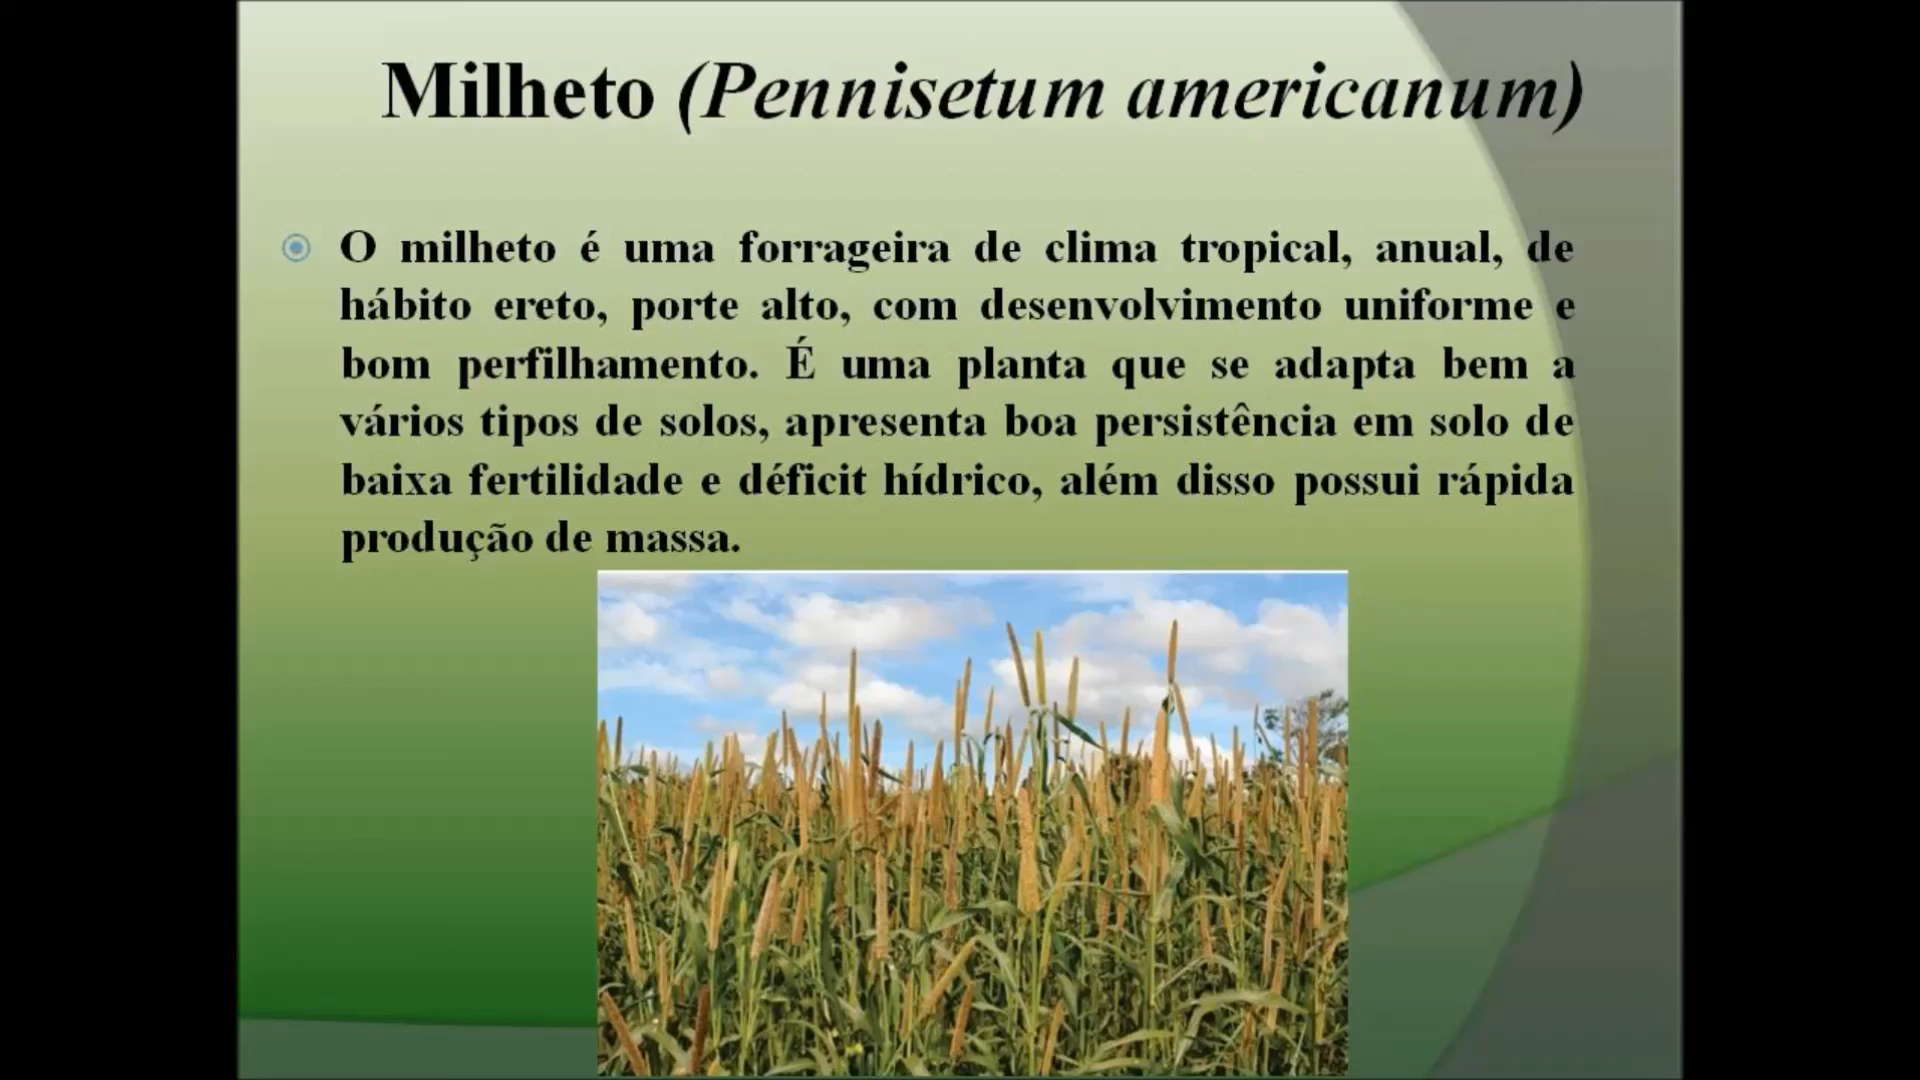 Milheto (Pennisetum americanum)
O milheto é uma forrageira de clima tropical, anual, de
hábito ereto, porte alto, com desenvolvimento uniforme e
bom perfilhamento. É uma planta que se adapta bem a
vários tipos de solos, apresenta boa persistência em solo de
baixa fertilidade e déficit hídrico, além disso possui rápida
produção de massa.